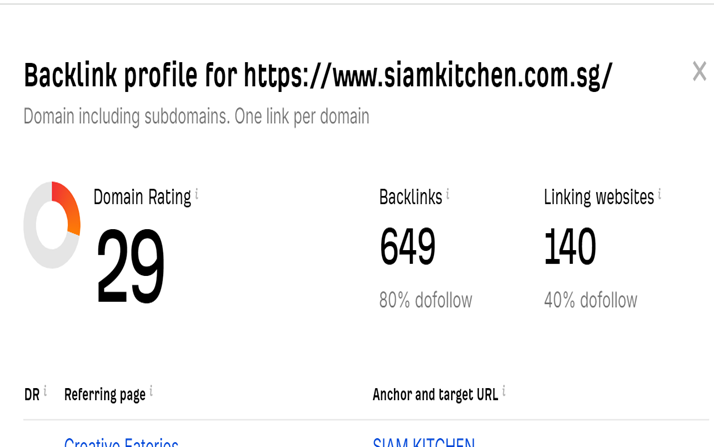 Backlink profile for https://www.siamkitchen.com.sg/
Domain including subdomains. One link per domain
Domain Rating i
Backlinks i
Linking websites i
29
649
140
80% dofollow
40% dofollow
DR i
Referring page i
Anchor and target URL i
Creative Eateries
SIAM KITCHEN